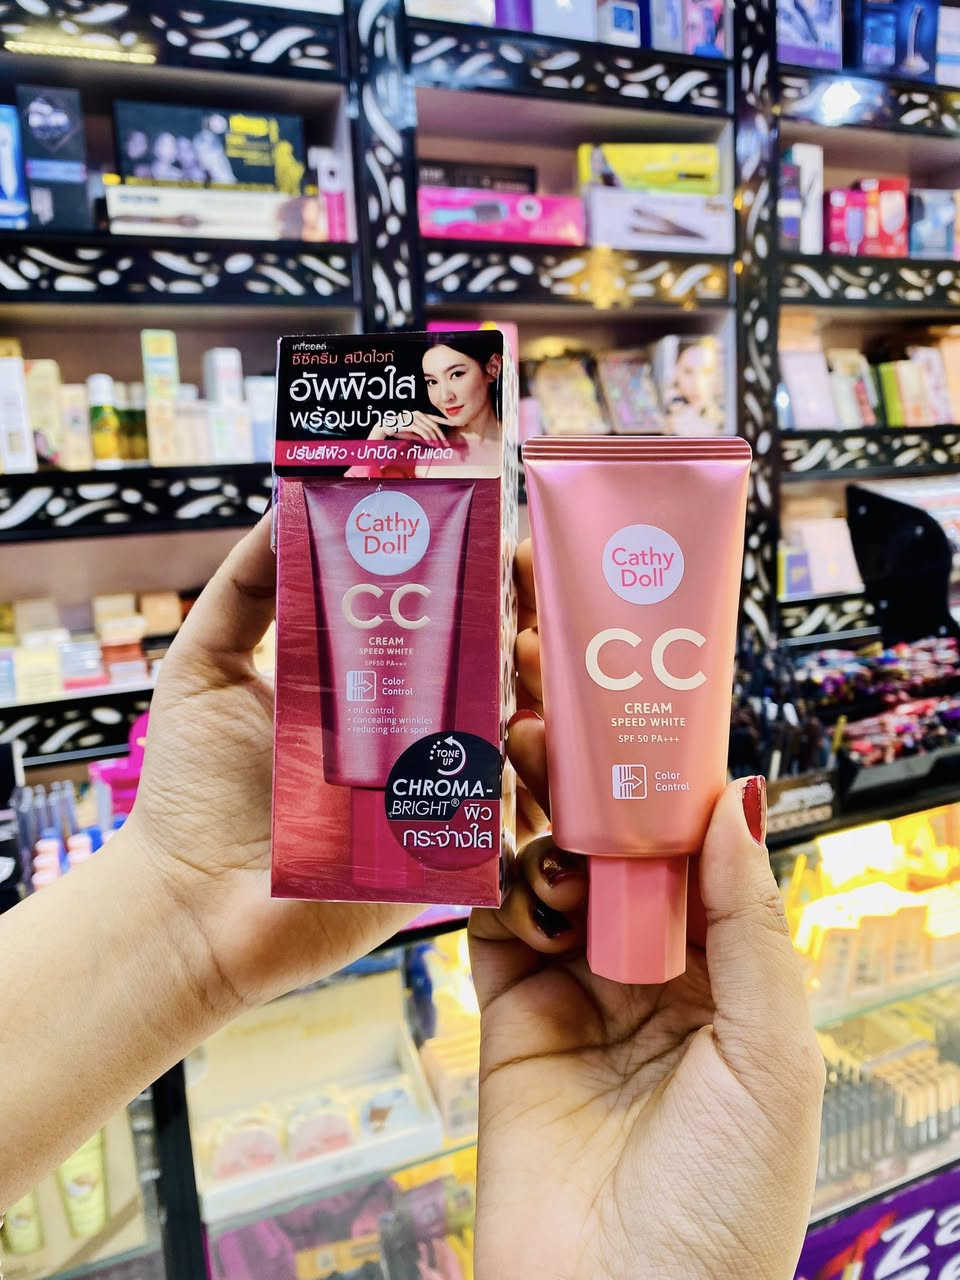 เคที่ดอลล์
ซีซีครีม สปีดไวท์
อัพผิวใส
พร้อมบำรุง
ปรับสีผิว • ปกปิด • กันแดด
Cathy
Doll
CC
CREAM
SPEED WHITE
SPF50 PA+++
Color
Control
• oil control
• concealing wrinkles
• reducing dark spot
TONE
UP
CHROMA-
BRIGHT® ผิว
กระจ่างใส
Cathy
Doll
CC
CREAM
SPEED WHITE
SPF 50 PA+++
Color
Control